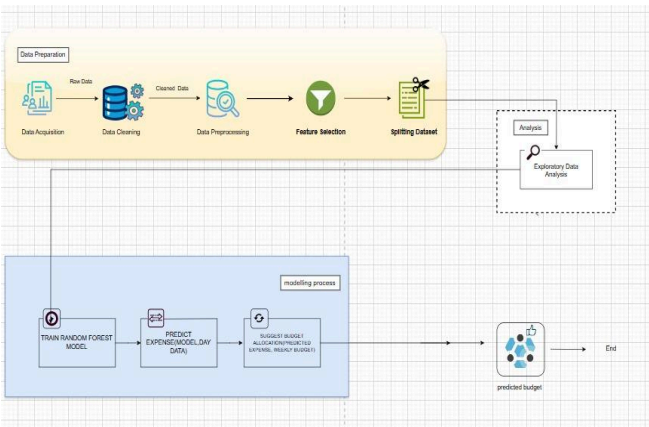 Data Preparation
Raw Data
Cleaned Data
Data Acquisition
Data Cleaning
Data Preprocessing
Feature Selection
Splitting Dataset
Analysis
Exploratory Data
Analysis
modelling process
TRAIN RANDOM FOREST
MODEL
PREDICT
EXPENSE(MODEL,DAY
DATA)
SUGGEST BUDGET
ALLOCATION(PREDICTED
EXPENSE, WEEKLY BUDGET)
predicted budget
End